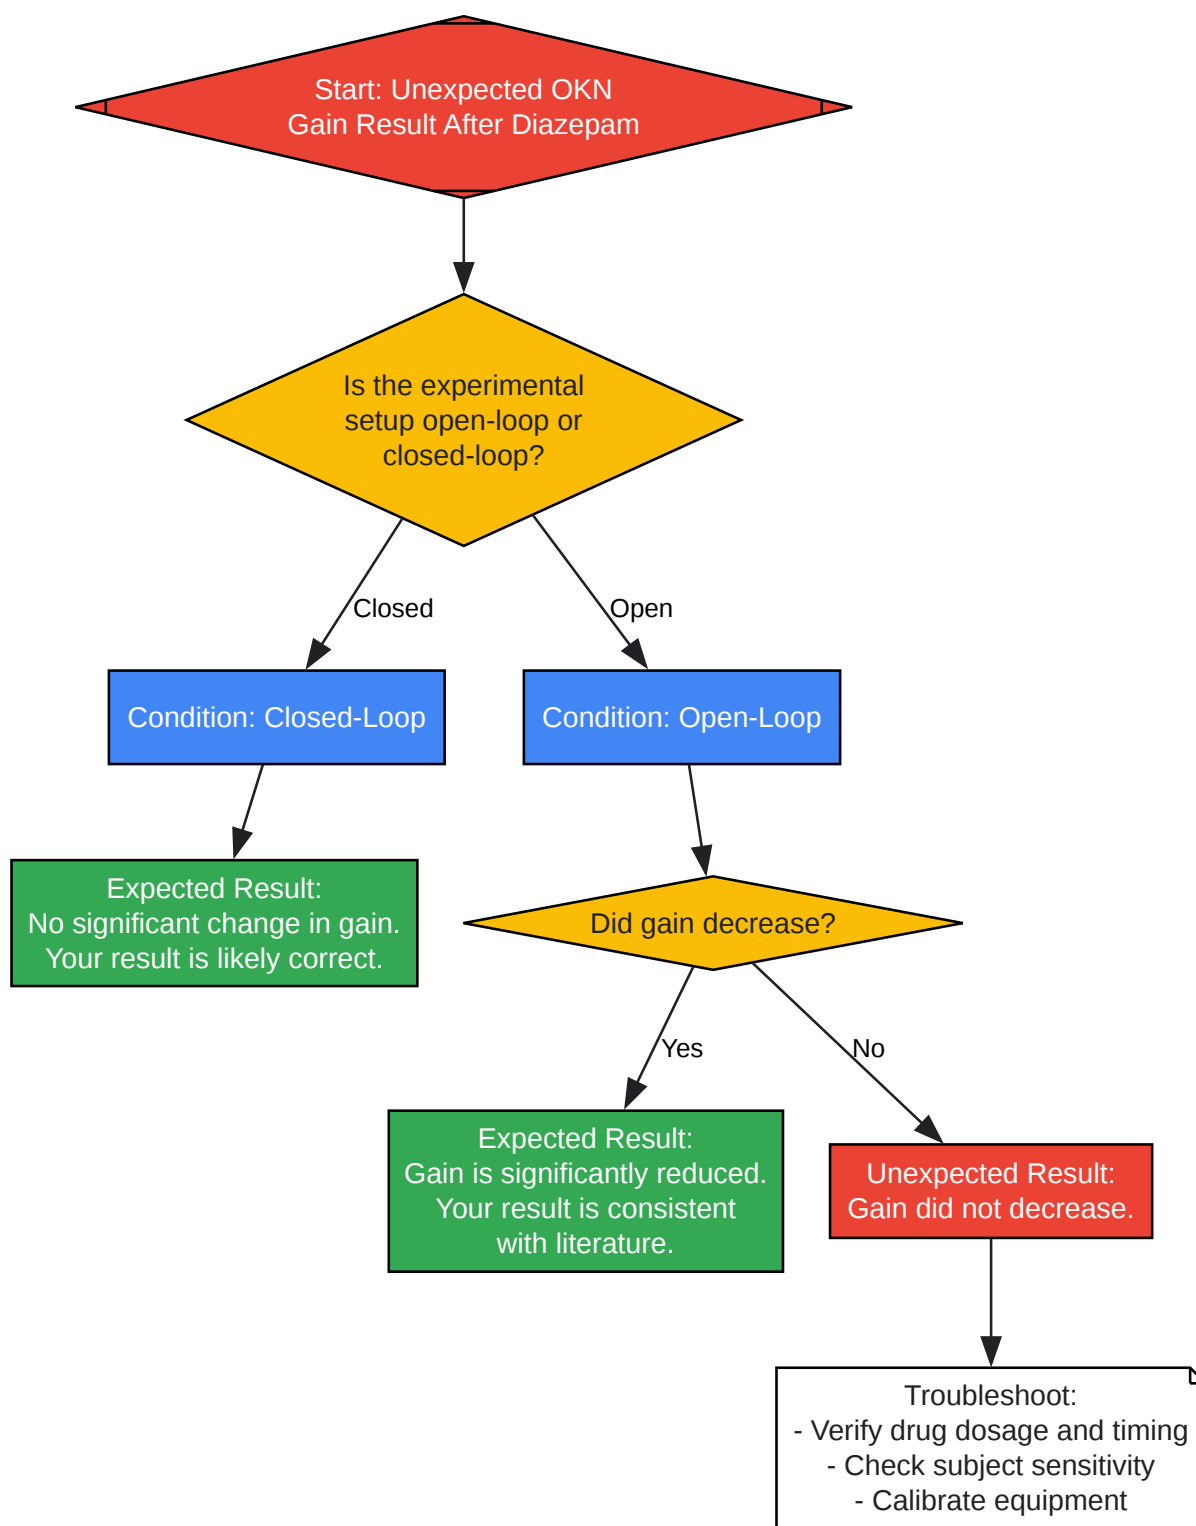 Start: Unexpected OKN
Gain Result After Diazepam
Is the experimental
setup open-loop or
closed-loop?
Closed
Open
Condition: Closed-Loop
Condition: Open-Loop
Expected Result:
No significant change in gain.
Your result is likely correct.
Did gain decrease?
Yes
No
Expected Result:
Gain is significantly reduced.
Your result is consistent
with literature.
Unexpected Result:
Gain did not decrease.
Troubleshoot:
- Verify drug dosage and timing
- Check subject sensitivity
- Calibrate equipment